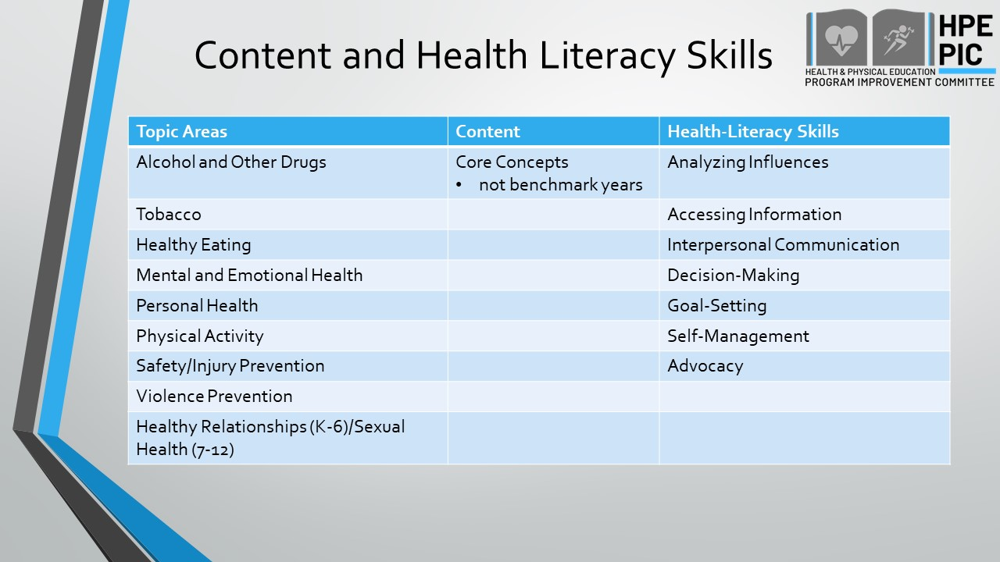 Content and Health Literacy Skills
HPE
PIC
HEALTH & PHYSICAL EDUCATION
PROGRAM IMPROVEMENT COMMITTEE
Topic Areas Content Health-Literacy Skills
Alcohol and Other Drugs Core Concepts Analyzing Influences
• not benchmark years
Tobacco Accessing Information
Healthy Eating Interpersonal Communication
Mental and Emotional Health Decision-Making
Personal Health Goal-Setting
Physical Activity Self-Management
Safety/Injury Prevention Advocacy
Violence Prevention
Healthy Relationships (K-6)/Sexual
Health (7-12)